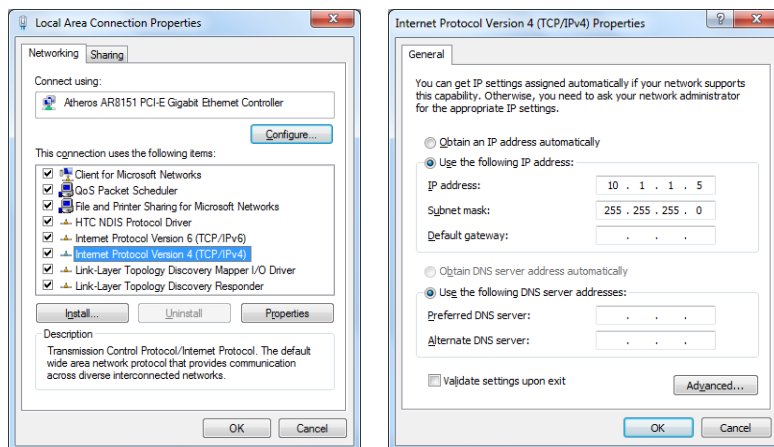 Local Area Connection Properties
Networking
Sharing
Connect using:
Atheros AR8151 PCI-E Gigabit Ethernet Controller
Configure...
This connection uses the following items:
Client for Microsoft Networks
QoS Packet Scheduler
File and Printer Sharing for Microsoft Networks
HTC NDIS Protocol Driver
Internet Protocol Version 6 (TCP/IPv6)
Internet Protocol Version 4 (TCP/IPv4)
Link-Layer Topology Discovery Mapper I/O Driver
Link-Layer Topology Discovery Responder
Install...
Uninstall
Properties
Description
Transmission Control Protocol/Internet Protocol. The default
wide area network protocol that provides communication
across diverse interconnected networks.
OK
Cancel
Internet Protocol Version 4 (TCP/IPv4) Properties
General
You can get IP settings assigned automatically if your network supports
this capability. Otherwise, you need to ask your network administrator
for the appropriate IP settings.
Obtain an IP address automatically
Use the following IP address:
IP address: 10 . 1 . 1 . 5
Subnet mask: 255 . 255 . 255 . 0
Default gateway: . . .
Obtain DNS server address automatically
Use the following DNS server addresses:
Preferred DNS server: . . .
Alternate DNS server: . . .
Validate settings upon exit
Advanced...
OK
Cancel